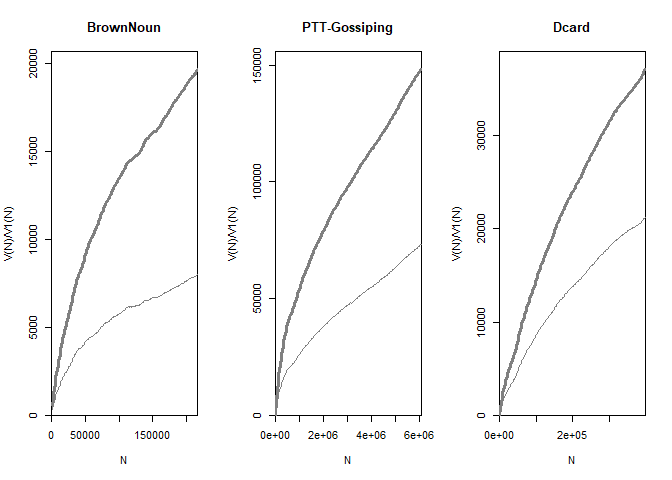 BrownNoun
V(N)/V1(N)
0
5000
10000
15000
20000
0
50000
150000
N
PTT-Gossiping
V(N)/V1(N)
0
50000
100000
150000
0e+00
2e+06
4e+06
6e+06
N
Dcard
V(N)/V1(N)
0
10000
20000
30000
0e+00
2e+05
N